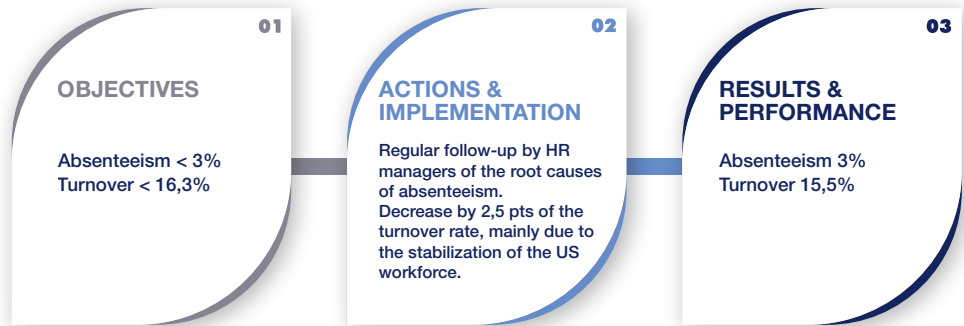 01
OBJECTIVES
Absenteeism < 3%
Turnover < 16,3%
02
ACTIONS &
IMPLEMENTATION
Regular follow-up by HR
managers of the root causes
of absenteeism.
Decrease by 2,5 pts of the
turnover rate, mainly due to
the stabilization of the US
workforce.
03
RESULTS &
PERFORMANCE
Absenteeism 3%
Turnover 15,5%